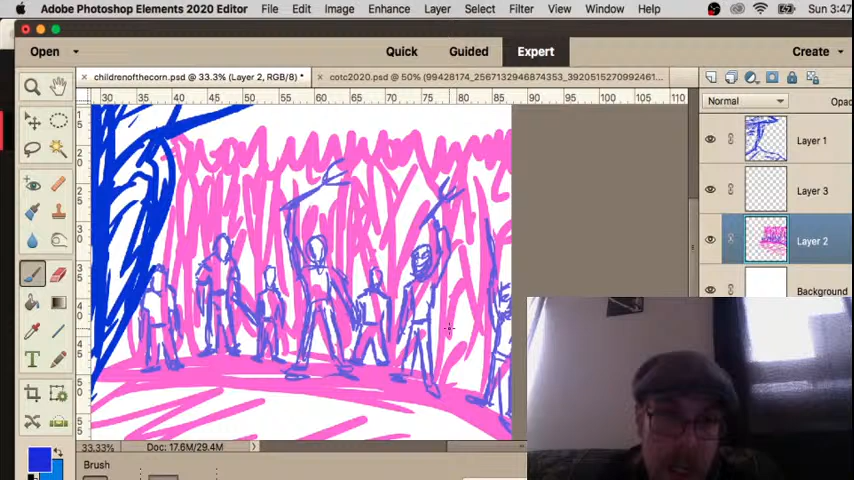 Adobe Photoshop Elements 2020 Editor File Edit Image Enhance Layer Select Filter View Window Help Sun 3:47
Open Quick Guided Expert Create
childrenofthecorn.psd @ 33.3% (Layer 2, RGB/8) * cotc2020.psd @ 50% (99428174_2567132946874353_3920515270992461...
30 35 40 45 50 55 60 65 70 75 80 85 90 95 100 105 110
Normal Opac
Layer 1
Layer 3
Layer 2
Background
33.33% Doc: 17.6M/29.4M
Brush